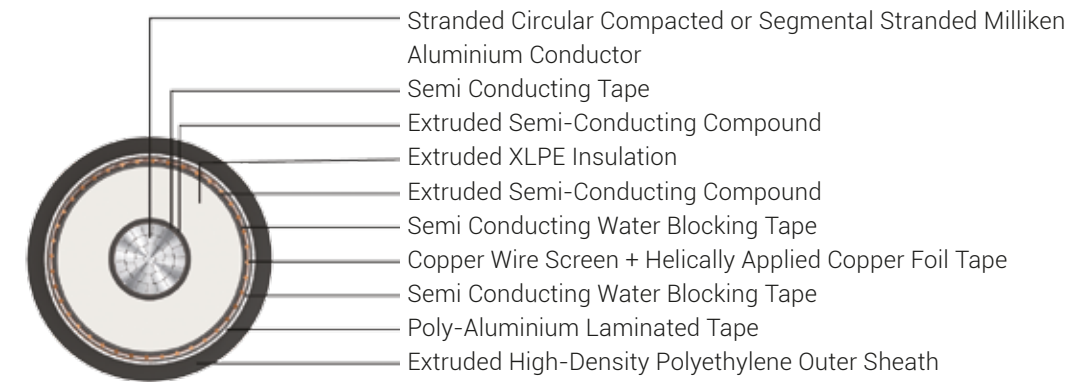 Stranded Circular Compacted or Segmental Stranded Milliken
Aluminium Conductor
Semi Conducting Tape
Extruded Semi-Conducting Compound
Extruded XLPE Insulation
Extruded Semi-Conducting Compound
Semi Conducting Water Blocking Tape
Copper Wire Screen + Helically Applied Copper Foil Tape
Semi Conducting Water Blocking Tape
Poly-Aluminium Laminated Tape
Extruded High-Density Polyethylene Outer Sheath